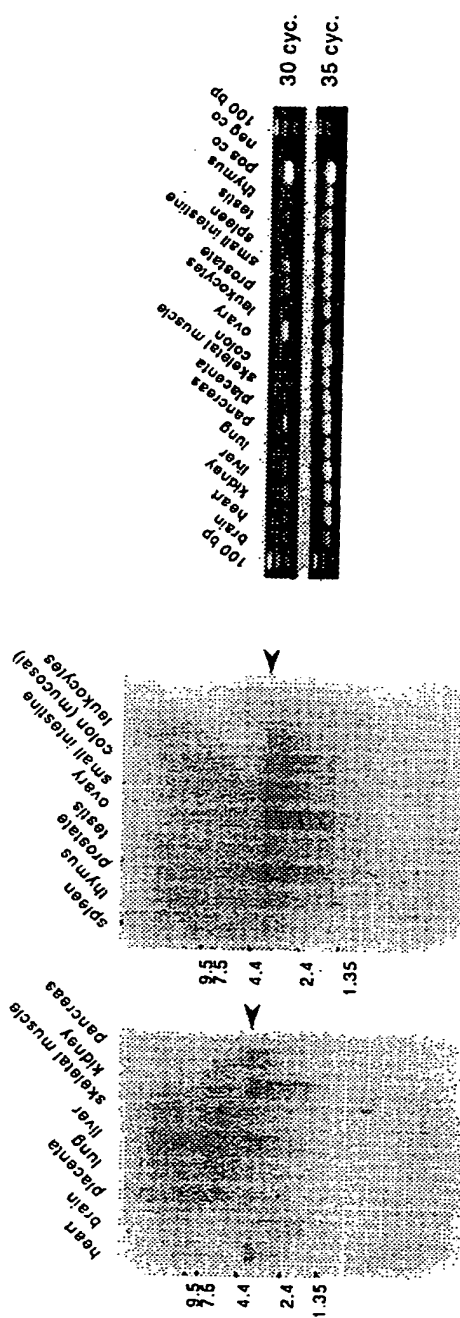 heart
brain
placenta
lung
liver
skeletal muscle
kidney
pancreas
9.5
7.5
4.4
2.4
1.35
spleen
thymus
prostate
testis
ovary
small intestine
colon (mucosal)
leukocytes
9.5
7.5
4.4
2.4
1.35
100 bp
brain
heart
kidney
liver
lung
pancreas
placenta
skeletal muscle
colon
ovary
leukocytes
prostate
small intestine
spleen
testis
thymus
pos co
neg co
100 bp
30 cyc.
35 cyc.